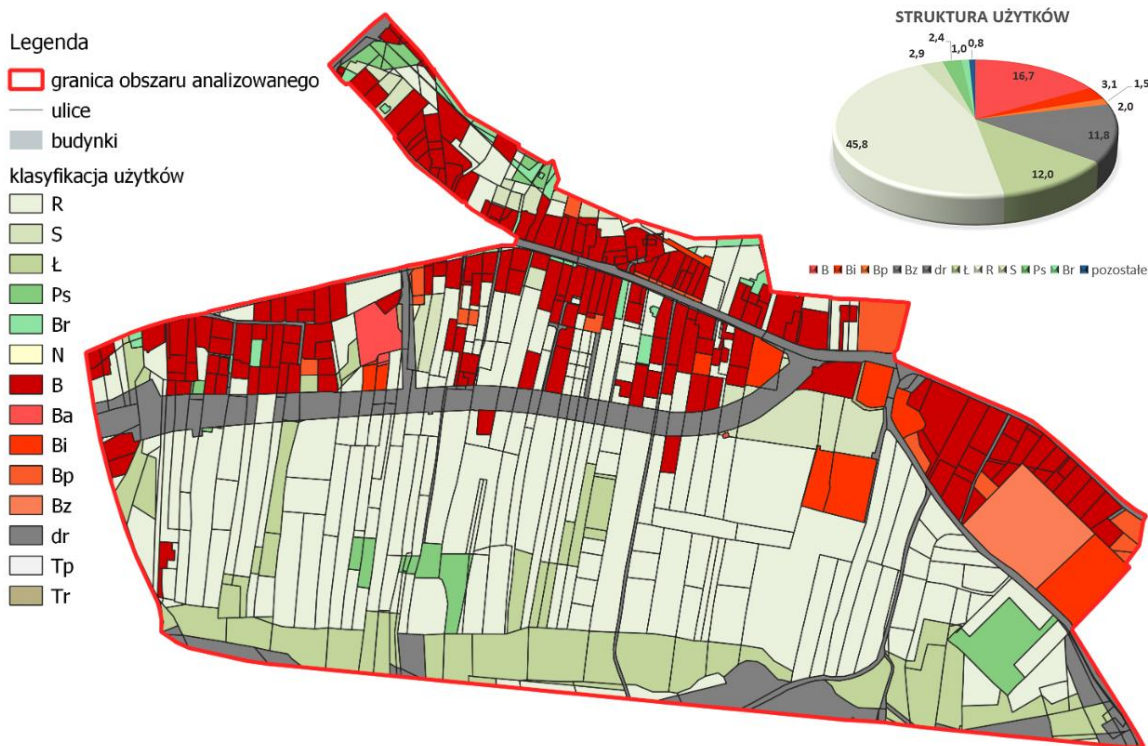 Legenda
granica obszaru analizowanego
ulice
budynki
klasyfikacja użytków
R
S
Ł
Ps
Br
N
B
Ba
Bi
Bp
Bz
dr
Tp
Tr
STRUKTURA UŻYTKÓW
16,7
3,1
1,5
2,0
11,8
12,0
45,8
2,9
2,4
1,0
0,8
B Bi Bp Bz dr Ł R S Ps Br pozostałe